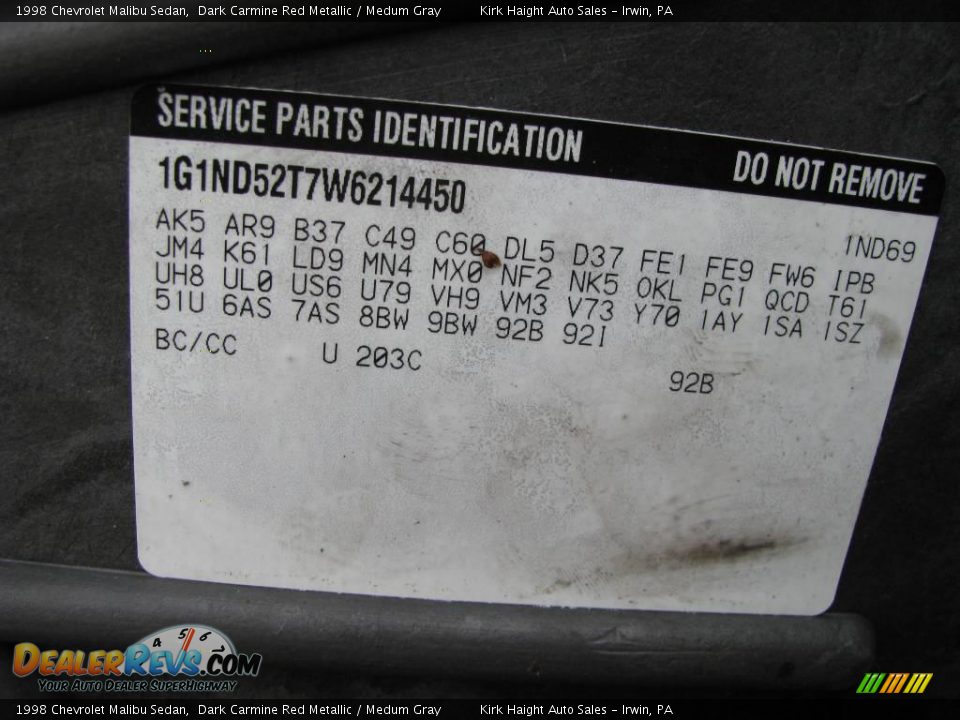 1998 Chevrolet Malibu Sedan, Dark Carmine Red Metallic / Medum Gray Kirk Haight Auto Sales - Irwin, PA
SERVICE PARTS IDENTIFICATION DO NOT REMOVE
1G1ND52T7W6214450
1ND69
AK5 AR9 B37 C49 C60 DL5 D37 FE1 FE9 FW6 IPB
JM4 K61 LD9 MN4 MX0 NF2 NK5 OKL PG1 QCD T61
UH8 UL0 US6 U79 VH9 VM3 V73 Y70 1AY 1SA 1SZ
51U 6AS 7AS 8BW 9BW 92B 92I
BC/CC U 203C 92B
4 5 6
DEALERREVS.COM
Your Auto Dealer SuperHighway
1998 Chevrolet Malibu Sedan, Dark Carmine Red Metallic / Medum Gray Kirk Haight Auto Sales - Irwin, PA